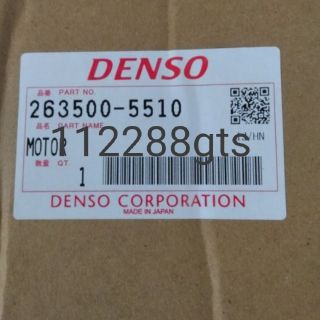 DENSO
品番 PART NO.
263500-5510
品名 PART NAME
MOTOR
12288gts
数量 QT.
1
DENSO CORPORATION
MADE IN JAPAN